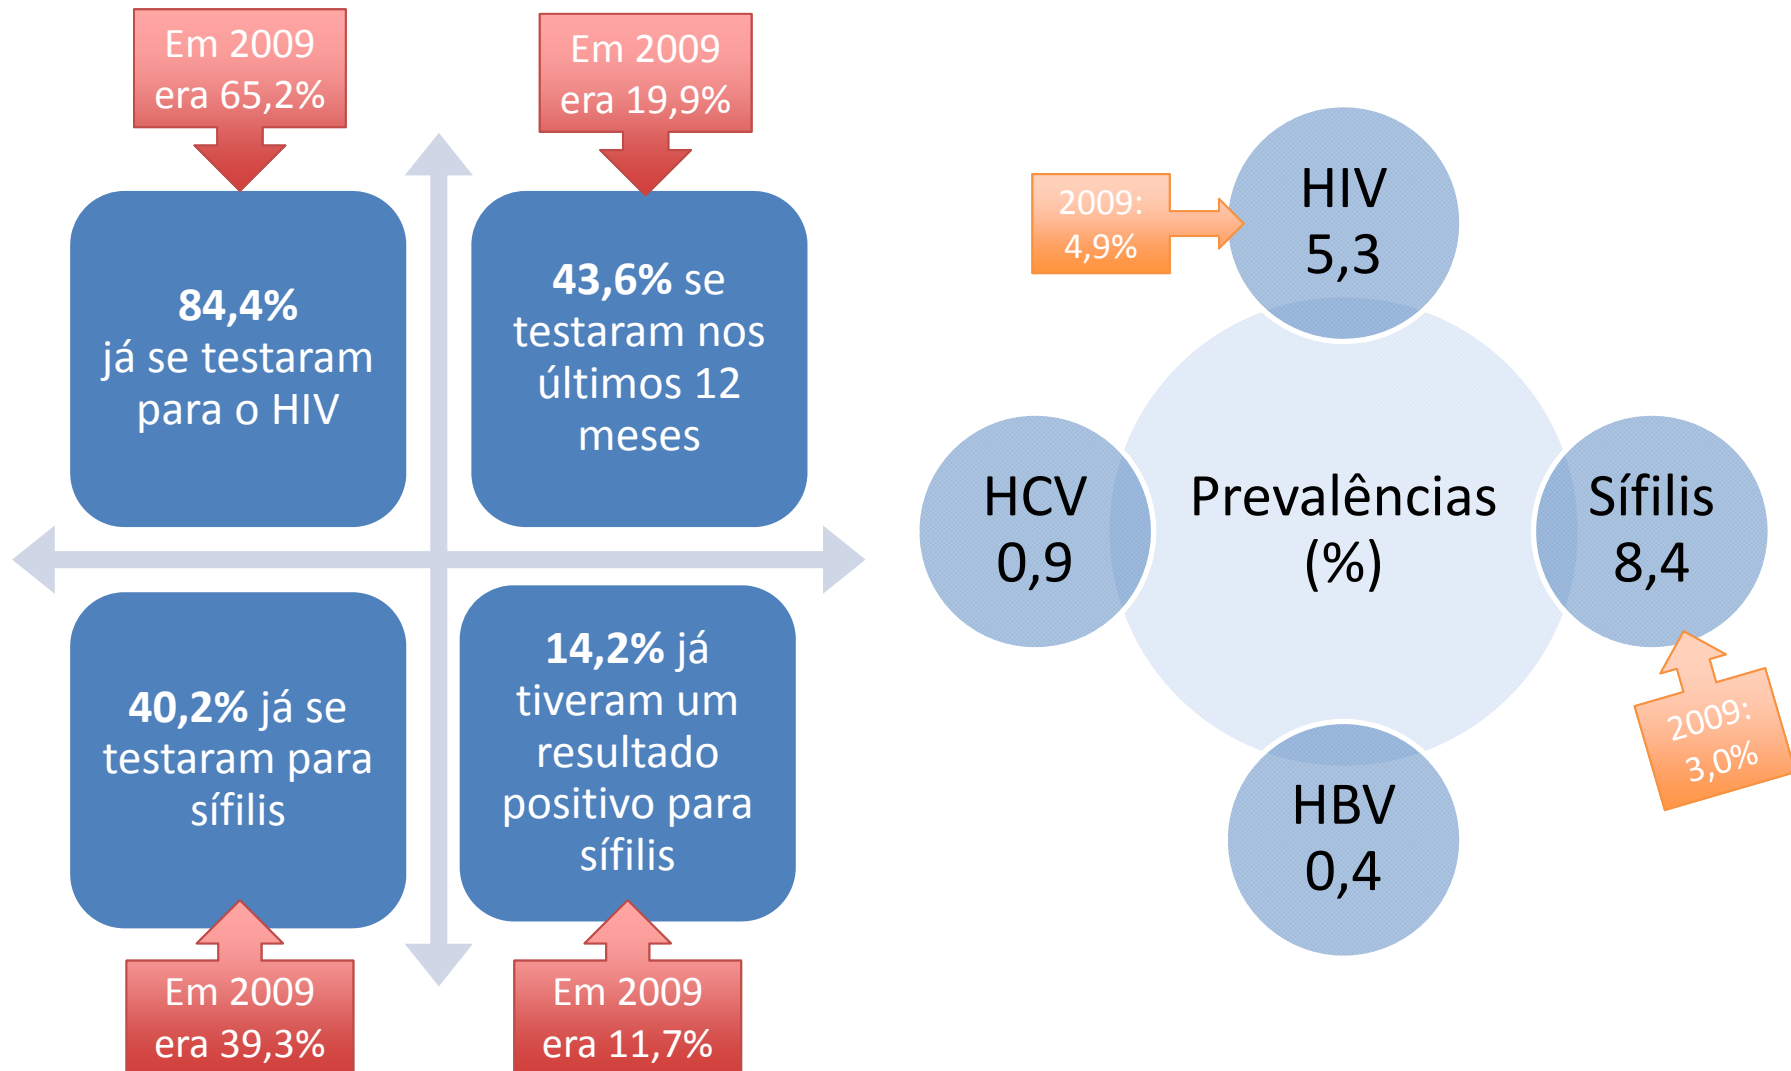 Em 2009
era 65,2%
Em 2009
era 19,9%
84,4%
já se testaram
para o HIV
43,6% se
testaram nos
últimos 12
meses
40,2% já se
testaram para
sífilis
14,2% já
tiveram um
resultado
positivo para
sífilis
Em 2009
era 39,3%
Em 2009
era 11,7%
2009:
4,9%
HIV
5,3
HCV
0,9
Prevalências
(%)
Sífilis
8,4
2009:
3,0%
HBV
0,4